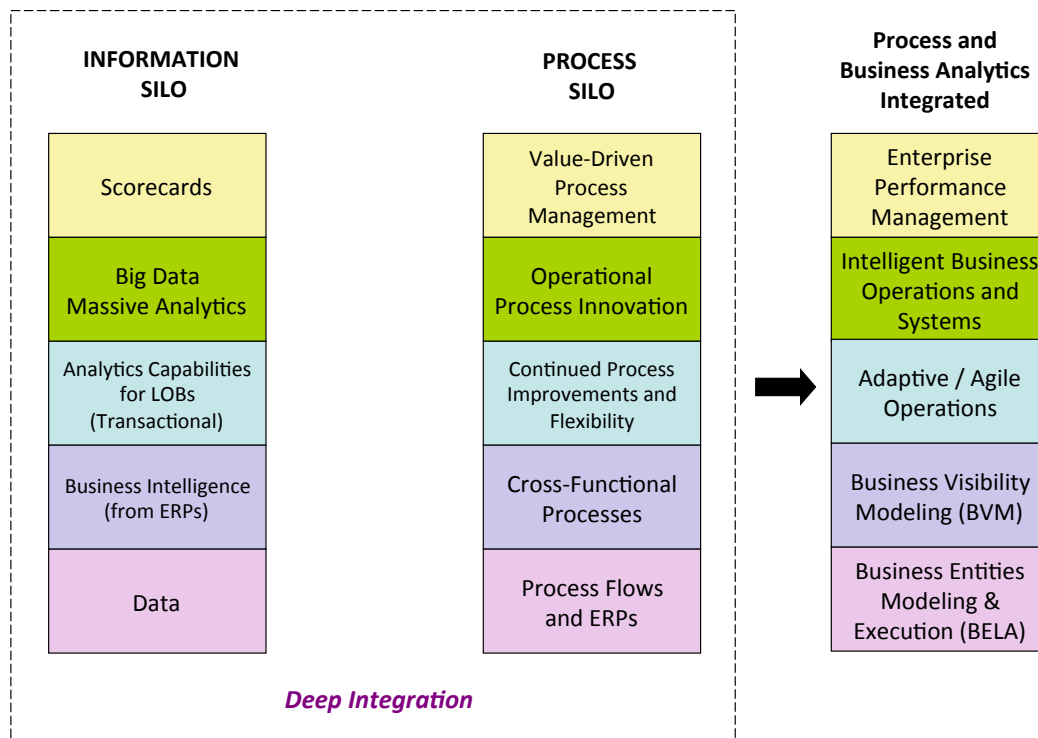 INFORMATION
SILO
PROCESS
SILO
Process and
Business Analytics
Integrated
Scorecards
Value-Driven
Process
Management
Enterprise
Performance
Management
Big Data
Massive Analytics
Operational
Process Innovation
Intelligent Business
Operations and
Systems
Analytics Capabilities
for LOBs
(Transactional)
Continued Process
Improvements and
Flexibility
Adaptive / Agile
Operations
Business Intelligence
(from ERPs)
Cross-Functional
Processes
Business Visibility
Modeling (BVM)
Data
Process Flows
and ERPs
Business Entities
Modeling &
Execution (BELA)
Deep Integration